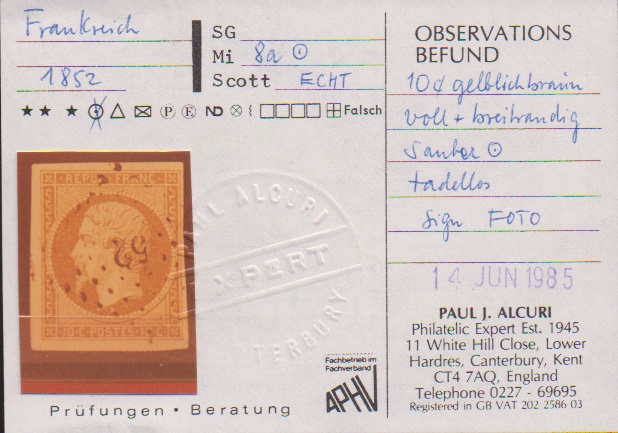 Frankreich
1852
SG
Mi 8a ⊙
Scott ECHT
★★ ★ ⊙ △ ✉ Ⓟ Ⓔ ND ⊗ ⌇ □□□□ ⊞ Falsch
REPUB. FRANC.
52
10·C·POSTES·10·C·
PAUL ALCURI
EXPERT
TERBURY
Fachbetrieb im
Fachverband
APHV
Prüfungen • Beratung
OBSERVATIONS
BEFUND
10c gelblichbraun
voll + breitrandig
sauber ⊙
tadellos
sign FOTO
14 JUN 1985
PAUL J. ALCURI
Philatelic Expert Est. 1945
11 White Hill Close, Lower
Hardres, Canterbury, Kent
CT4 7AQ, England
Telephone 0227 - 69695
Registered in GB VAT 202 2586 03